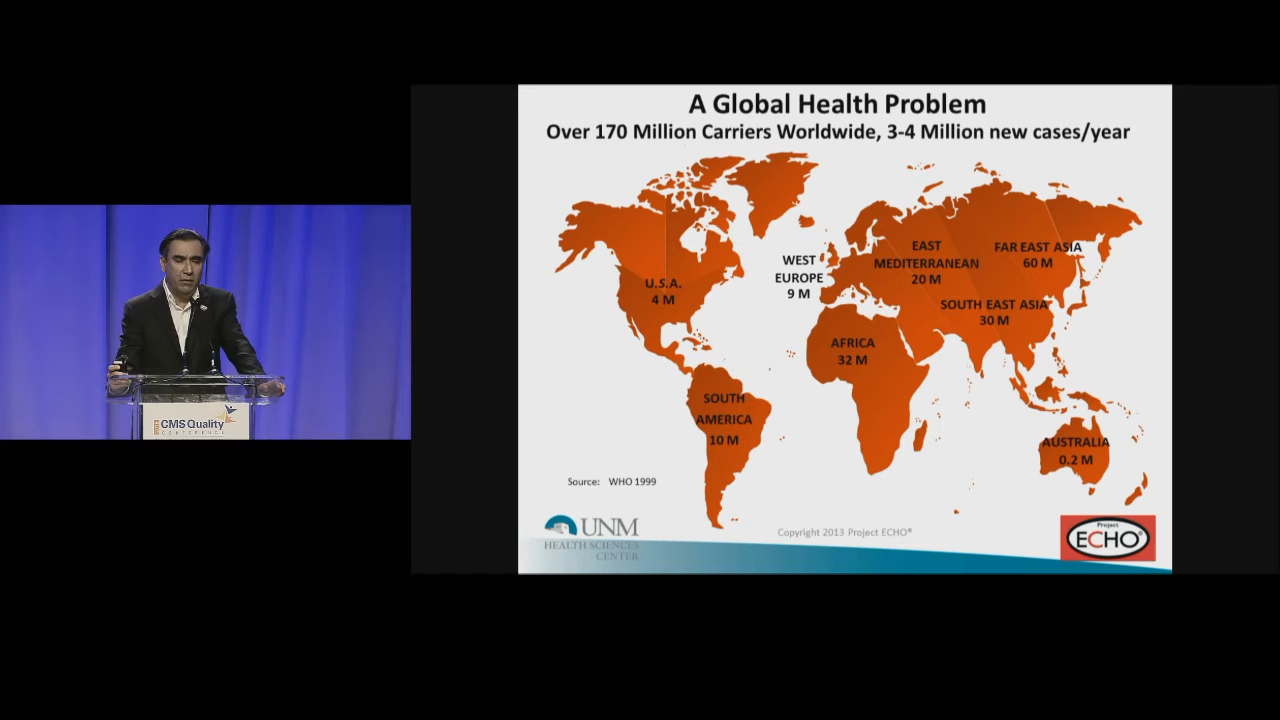 A Global Health Problem
Over 170 Million Carriers Worldwide, 3-4 Million new cases/year
U.S.A.
4 M
WEST
EUROPE
9 M
EAST
MEDITERRANEAN
20 M
FAR EAST ASIA
60 M
SOUTH EAST ASIA
30 M
AFRICA
32 M
SOUTH
AMERICA
10 M
AUSTRALIA
0.2 M
Source: WHO 1999
UNM
HEALTH SCIENCES
CENTER
Copyright 2013 Project ECHO®
Project
ECHO®
CMS Quality
CONFERENCE